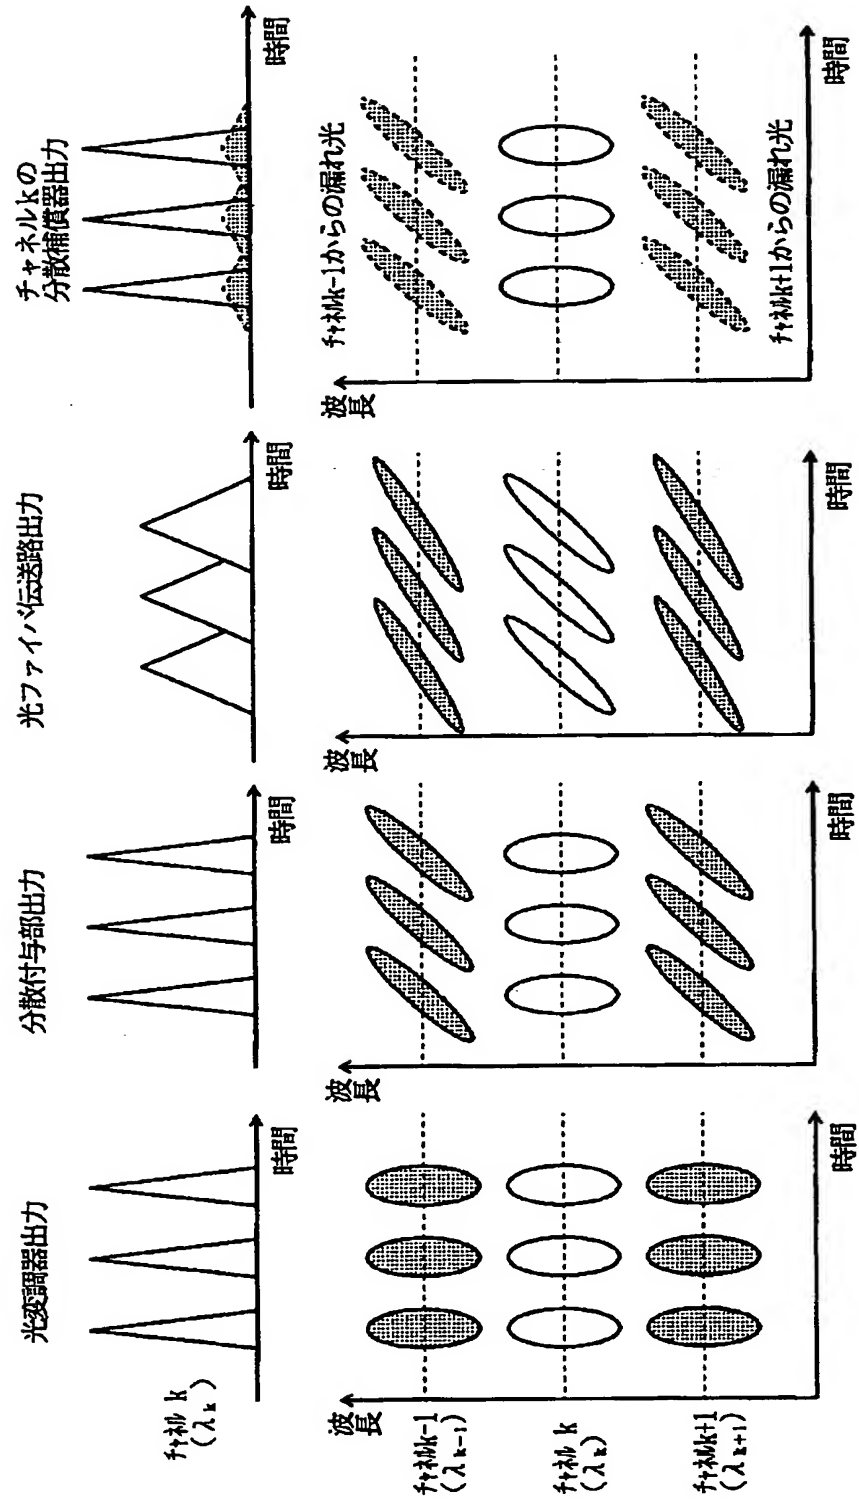 光変調器出力
分散付与部出力
光ファイバ伝送路出力
チャネルkの
分散補償器出力
チャネル k
(λk)
時間
時間
時間
時間
波長
波長
波長
波長
チャネルk-1
(λk-1)
チャネル k
(λk)
チャネルk+1
(λk+1)
チャネルk-1からの漏れ光
チャネルk+1からの漏れ光
時間
時間
時間
時間